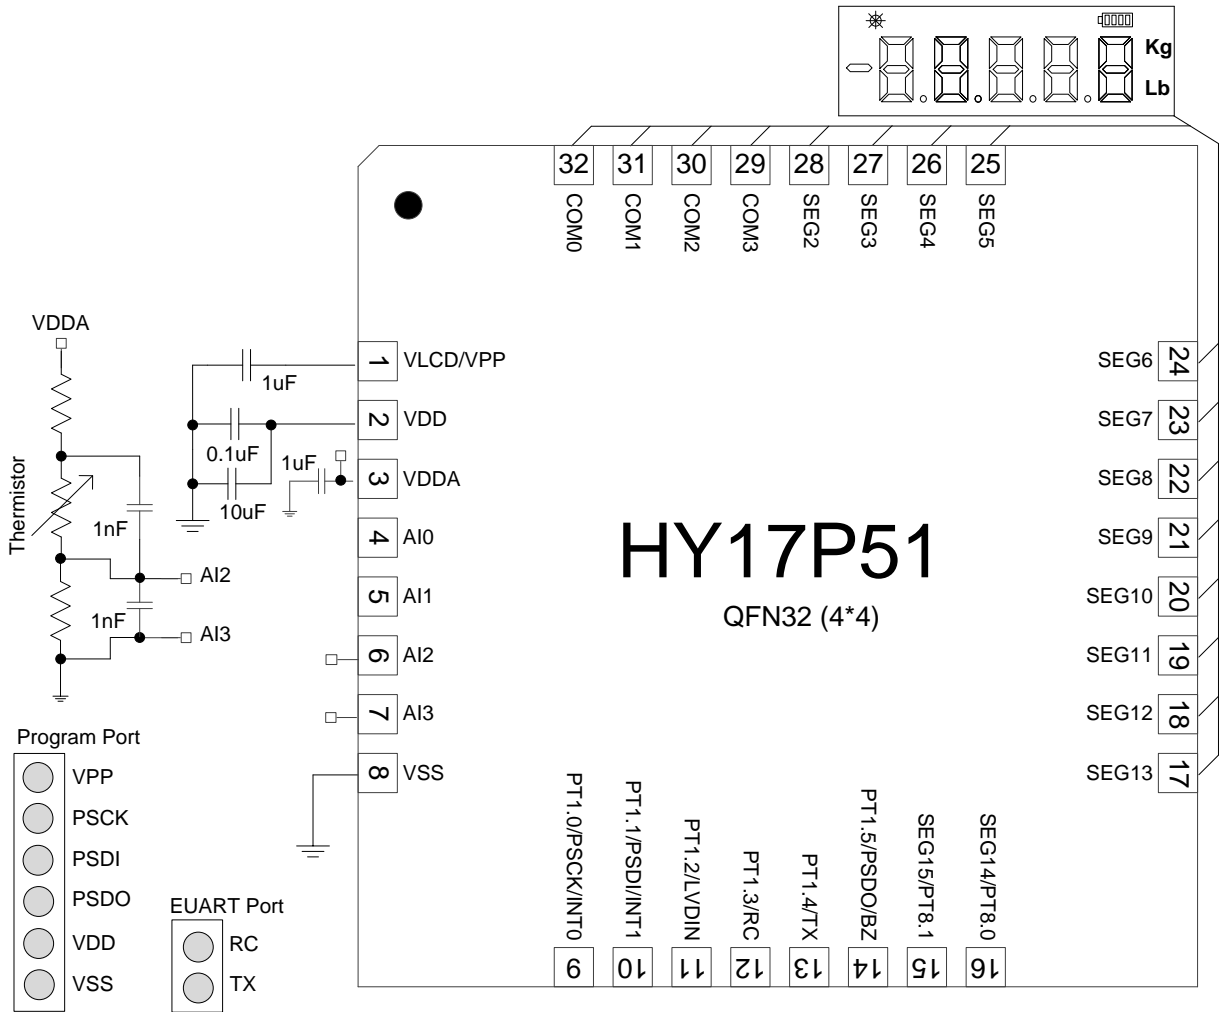 Kg
Lb
32
31
30
29
28
27
26
25
COM0
COM1
COM2
COM3
SEG2
SEG3
SEG4
SEG5
VDDA
Thermistor
1nF
1nF
AI2
AI3
1uF
0.1uF
10uF
1uF
1 VLCD/VPP
2 VDD
3 VDDA
4 AI0
5 AI1
6 AI2
7 AI3
8 VSS
HY17P51
QFN32 (4*4)
SEG6 24
SEG7 23
SEG8 22
SEG9 21
SEG10 20
SEG11 19
SEG12 18
SEG13 17
PT1.0/PSCK/INT0
PT1.1/PSDI/INT1
PT1.2/LVDIN
PT1.3/RC
PT1.4/TX
PT1.5/PSDO/BZ
SEG15/PT8.1
SEG14/PT8.0
9
10
11
12
13
14
15
16
Program Port
VPP
PSCK
PSDI
PSDO
VDD
VSS
EUART Port
RC
TX